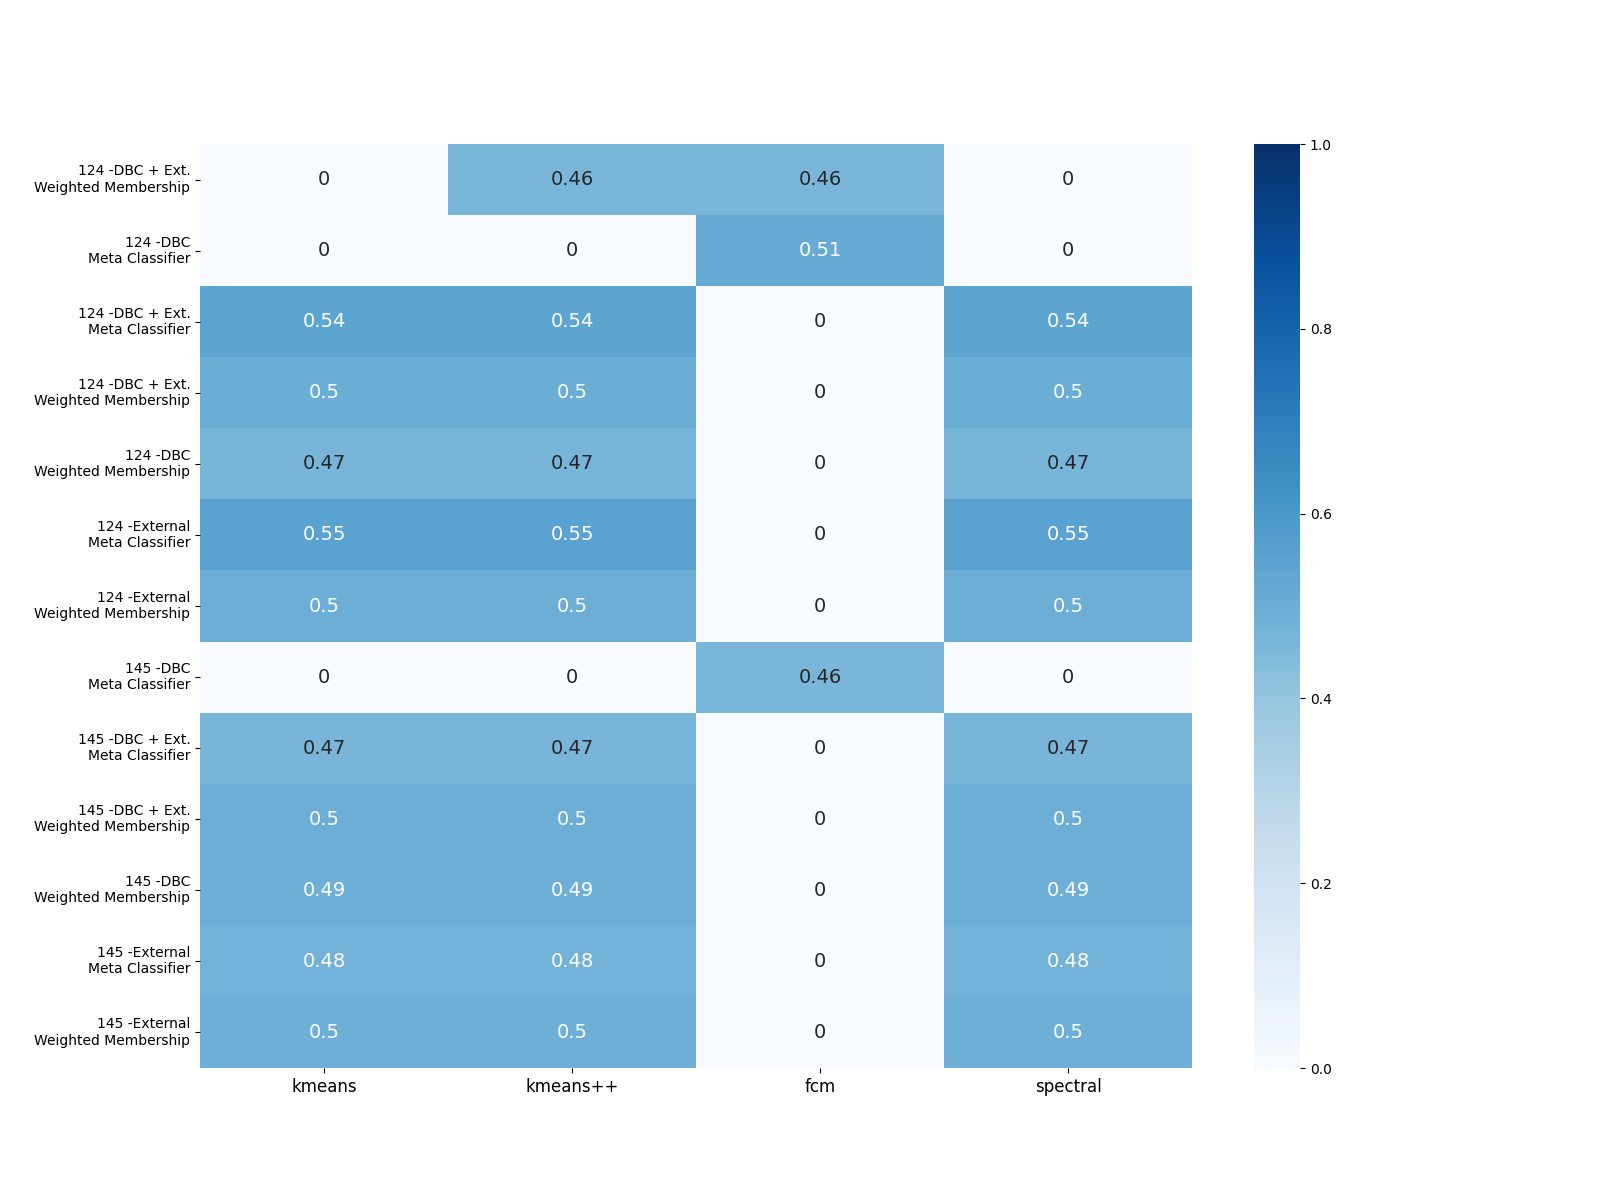 124 -DBC + Ext.
Weighted Membership
0 0.46 0.46 0
124 -DBC
Meta Classifier
0 0 0.51 0
124 -DBC + Ext.
Meta Classifier
0.54 0.54 0 0.54
124 -DBC + Ext.
Weighted Membership
0.5 0.5 0 0.5
124 -DBC
Weighted Membership
0.47 0.47 0 0.47
124 -External
Meta Classifier
0.55 0.55 0 0.55
124 -External
Weighted Membership
0.5 0.5 0 0.5
145 -DBC
Meta Classifier
0 0 0.46 0
145 -DBC + Ext.
Meta Classifier
0.47 0.47 0 0.47
145 -DBC + Ext.
Weighted Membership
0.5 0.5 0 0.5
145 -DBC
Weighted Membership
0.49 0.49 0 0.49
145 -External
Meta Classifier
0.48 0.48 0 0.48
145 -External
Weighted Membership
0.5 0.5 0 0.5
kmeans kmeans++ fcm spectral
1.0
0.8
0.6
0.4
0.2
0.0